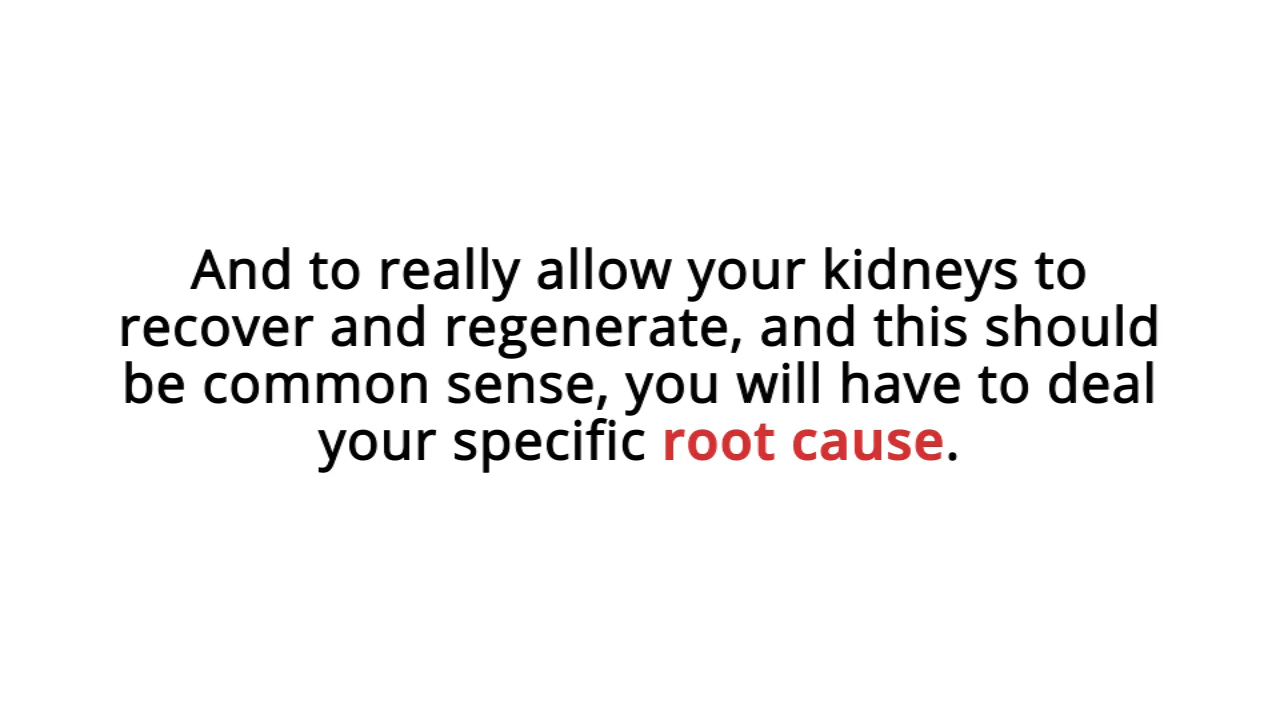 And to really allow your kidneys to
recover and regenerate, and this should
be common sense, you will have to deal
your specific root cause.